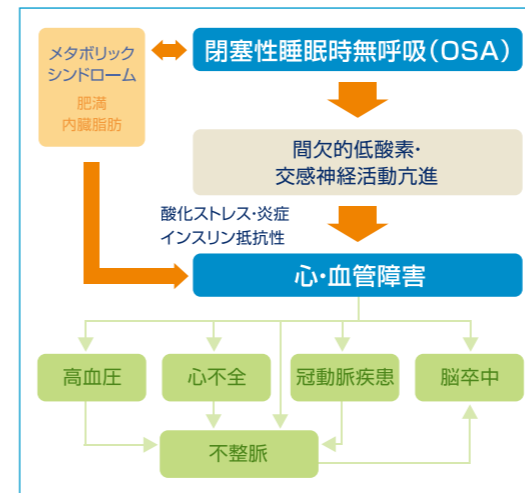 メタボリック
シンドローム
肥満
内臓脂肪
閉塞性睡眠時無呼吸(OSA)
間欠的低酸素・
交感神経活動亢進
酸化ストレス・炎症
インスリン抵抗性
心・血管障害
高血圧
心不全
冠動脈疾患
脳卒中
不整脈